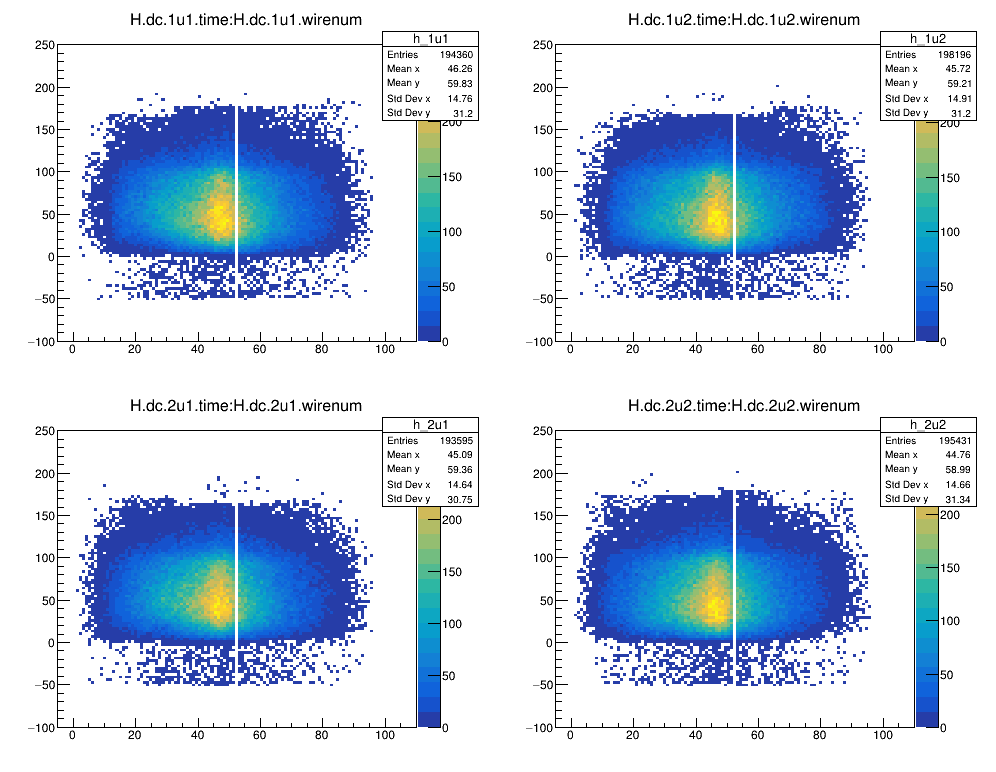 H.dc.1u1.time:H.dc.1u1.wirenum
h_1u1
Entries 194360
Mean x 46.26
Mean y 59.83
Std Dev x 14.76
Std Dev y 31.2
250
200
150
100
50
0
−50
−100
0 20 40 60 80 100
200
150
100
50
0
H.dc.1u2.time:H.dc.1u2.wirenum
h_1u2
Entries 198196
Mean x 45.72
Mean y 59.21
Std Dev x 14.91
Std Dev y 31.2
250
200
150
100
50
0
−50
−100
0 20 40 60 80 100
200
150
100
50
0
H.dc.2u1.time:H.dc.2u1.wirenum
h_2u1
Entries 193595
Mean x 45.09
Mean y 59.36
Std Dev x 14.64
Std Dev y 30.75
250
200
150
100
50
0
−50
−100
0 20 40 60 80 100
200
150
100
50
0
H.dc.2u2.time:H.dc.2u2.wirenum
h_2u2
Entries 195431
Mean x 44.76
Mean y 58.99
Std Dev x 14.66
Std Dev y 31.34
250
200
150
100
50
0
−50
−100
0 20 40 60 80 100
200
150
100
50
0